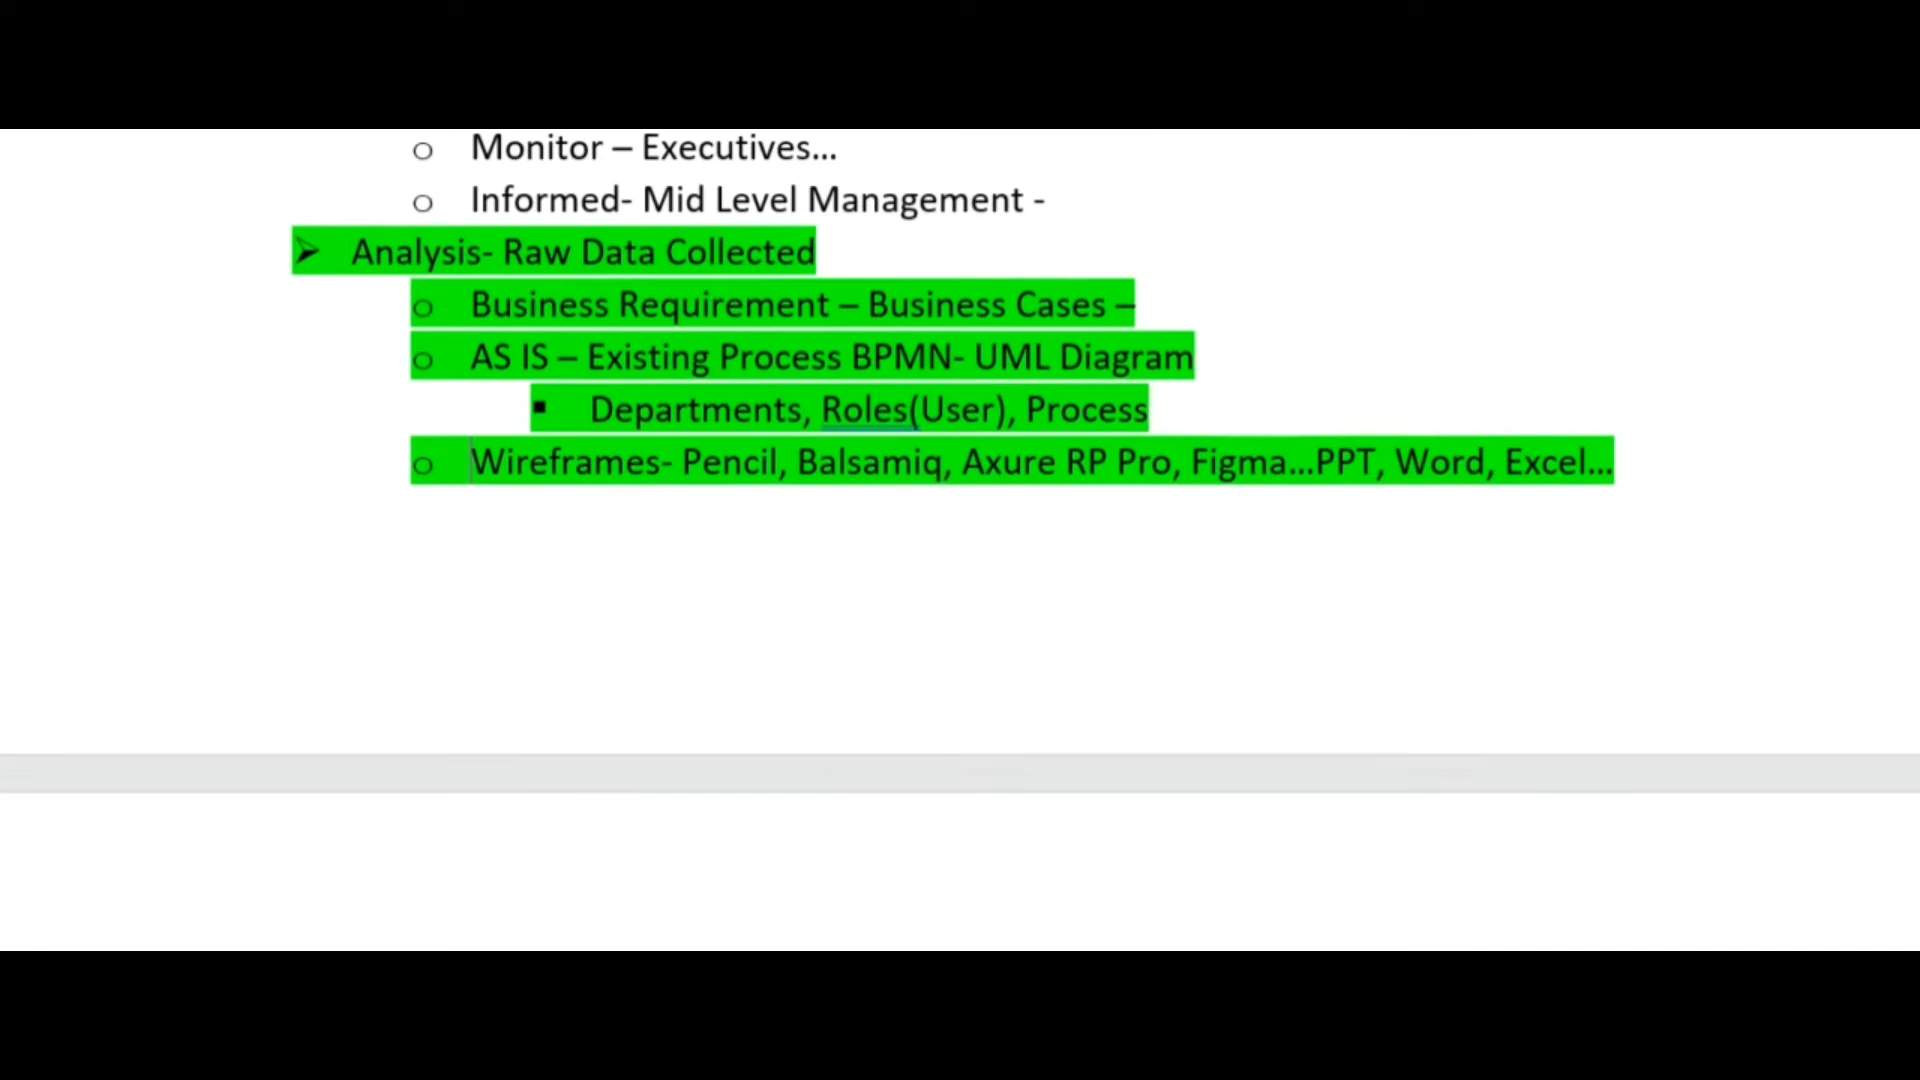 o Monitor – Executives...
o Informed- Mid Level Management -
➤ Analysis- Raw Data Collected
o Business Requirement – Business Cases –
o AS IS – Existing Process BPMN- UML Diagram
▪ Departments, Roles(User), Process
o Wireframes- Pencil, Balsamiq, Axure RP Pro, Figma...PPT, Word, Excel...